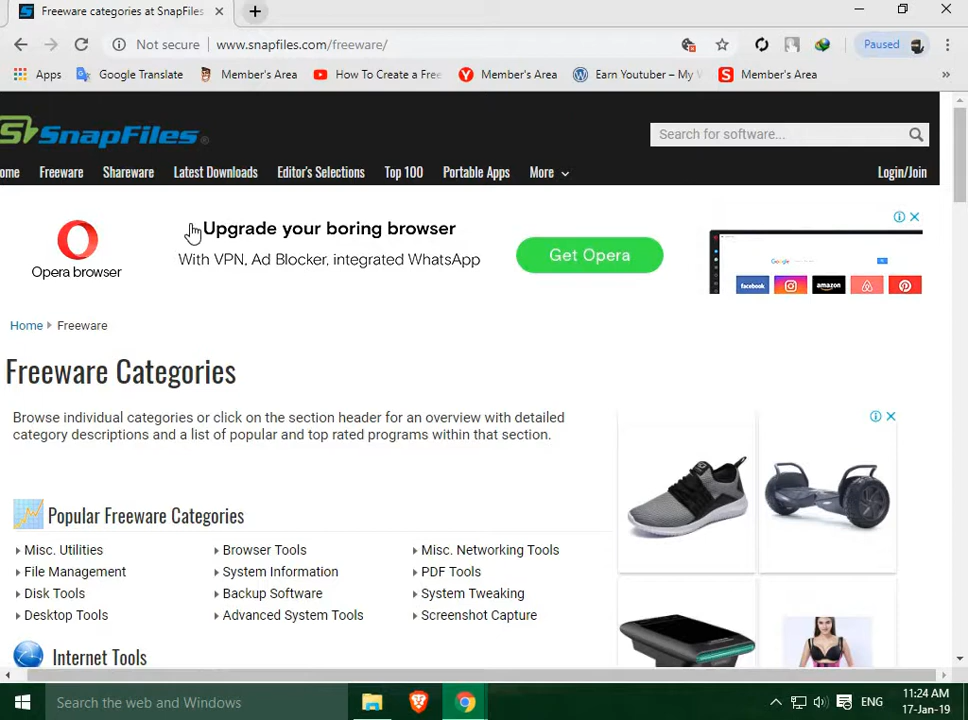 Freeware categories at SnapFiles
Not secure www.snapfiles.com/freeware/ Paused
Apps Google Translate Member's Area How To Create a Free Member's Area Earn Youtuber – My W Member's Area »
SnapFiles
Search for software...
ome Freeware Shareware Latest Downloads Editor's Selections Top 100 Portable Apps More Login/Join
Upgrade your boring browser
With VPN, Ad Blocker, integrated WhatsApp
Opera browser
Get Opera
Google
facebook amazon
Home Freeware
Freeware Categories
Browse individual categories or click on the section header for an overview with detailed
category descriptions and a list of popular and top rated programs within that section.
Popular Freeware Categories
Misc. Utilities Browser Tools Misc. Networking Tools
File Management System Information PDF Tools
Disk Tools Backup Software System Tweaking
Desktop Tools Advanced System Tools Screenshot Capture
Internet Tools
Search the web and Windows
ENG
11:24 AM
17-Jan-19